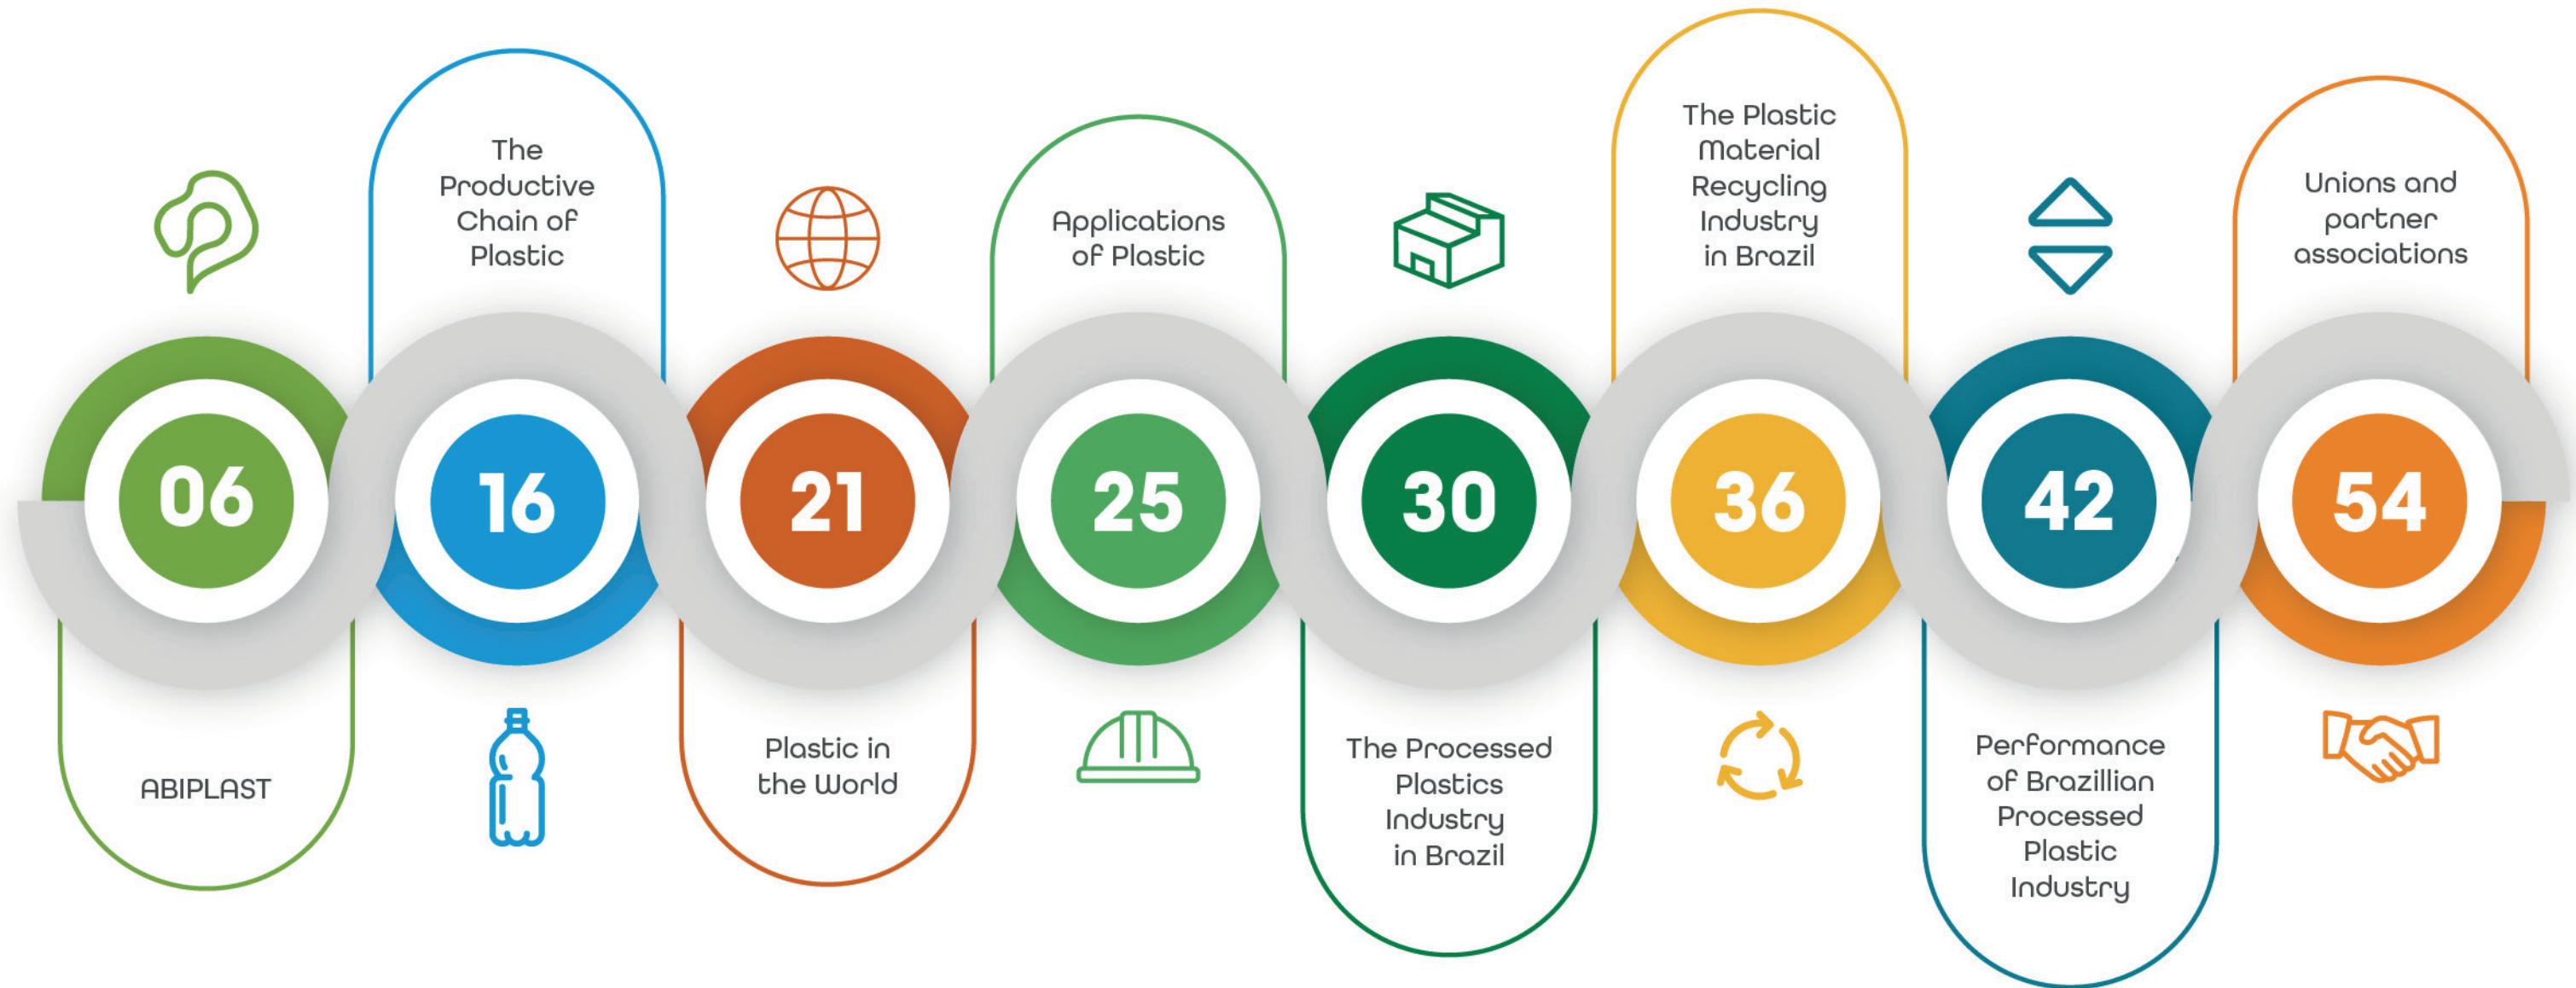 06
ABIPLAST
The
Productive
Chain of
Plastic
16
21
Plastic in
the World
Applications
of Plastic
25
30
The Processed
Plastics
Industry
in Brazil
The Plastic
Material
Recycling
Industry
in Brazil
36
42
Performance
of Brazillian
Processed
Plastic
Industry
Unions and
partner
associations
54